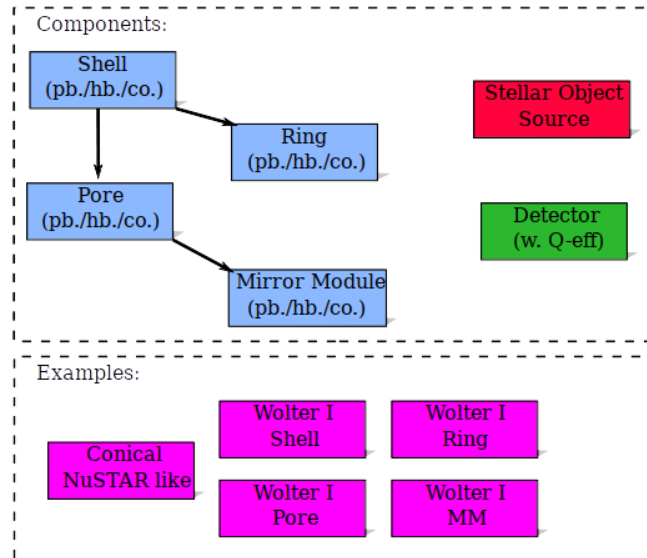 Components:
Shell
(pb./hb./co.)
Stellar Object
Source
Ring
(pb./hb./co.)
Pore
(pb./hb./co.)
Detector
(w. Q-eff)
Mirror Module
(pb./hb./co.)
Examples:
Wolter I
Shell
Wolter I
Ring
Conical
NuSTAR like
Wolter I
Pore
Wolter I
MM